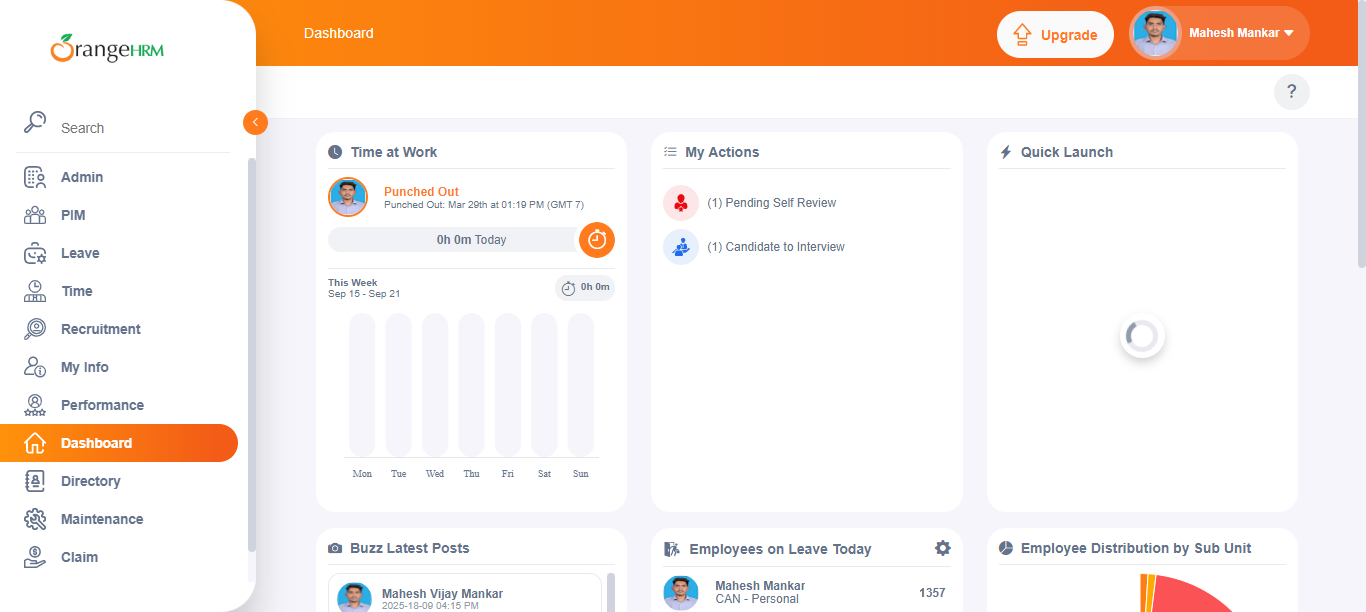 OrangeHRM
Search
Admin
PIM
Leave
Time
Recruitment
My Info
Performance
Dashboard
Directory
Maintenance
Claim
Dashboard
Upgrade
Mahesh Mankar
?
Time at Work
Punched Out
Punched Out: Mar 29th at 01:19 PM (GMT 7)
0h 0m Today
This Week
Sep 15 - Sep 21
0h 0m
Mon Tue Wed Thu Fri Sat Sun
My Actions
(1) Pending Self Review
(1) Candidate to Interview
Quick Launch
Buzz Latest Posts
Mahesh Vijay Mankar
2025-18-09 04:15 PM
Employees on Leave Today
Mahesh Mankar
CAN - Personal
1357
Employee Distribution by Sub Unit